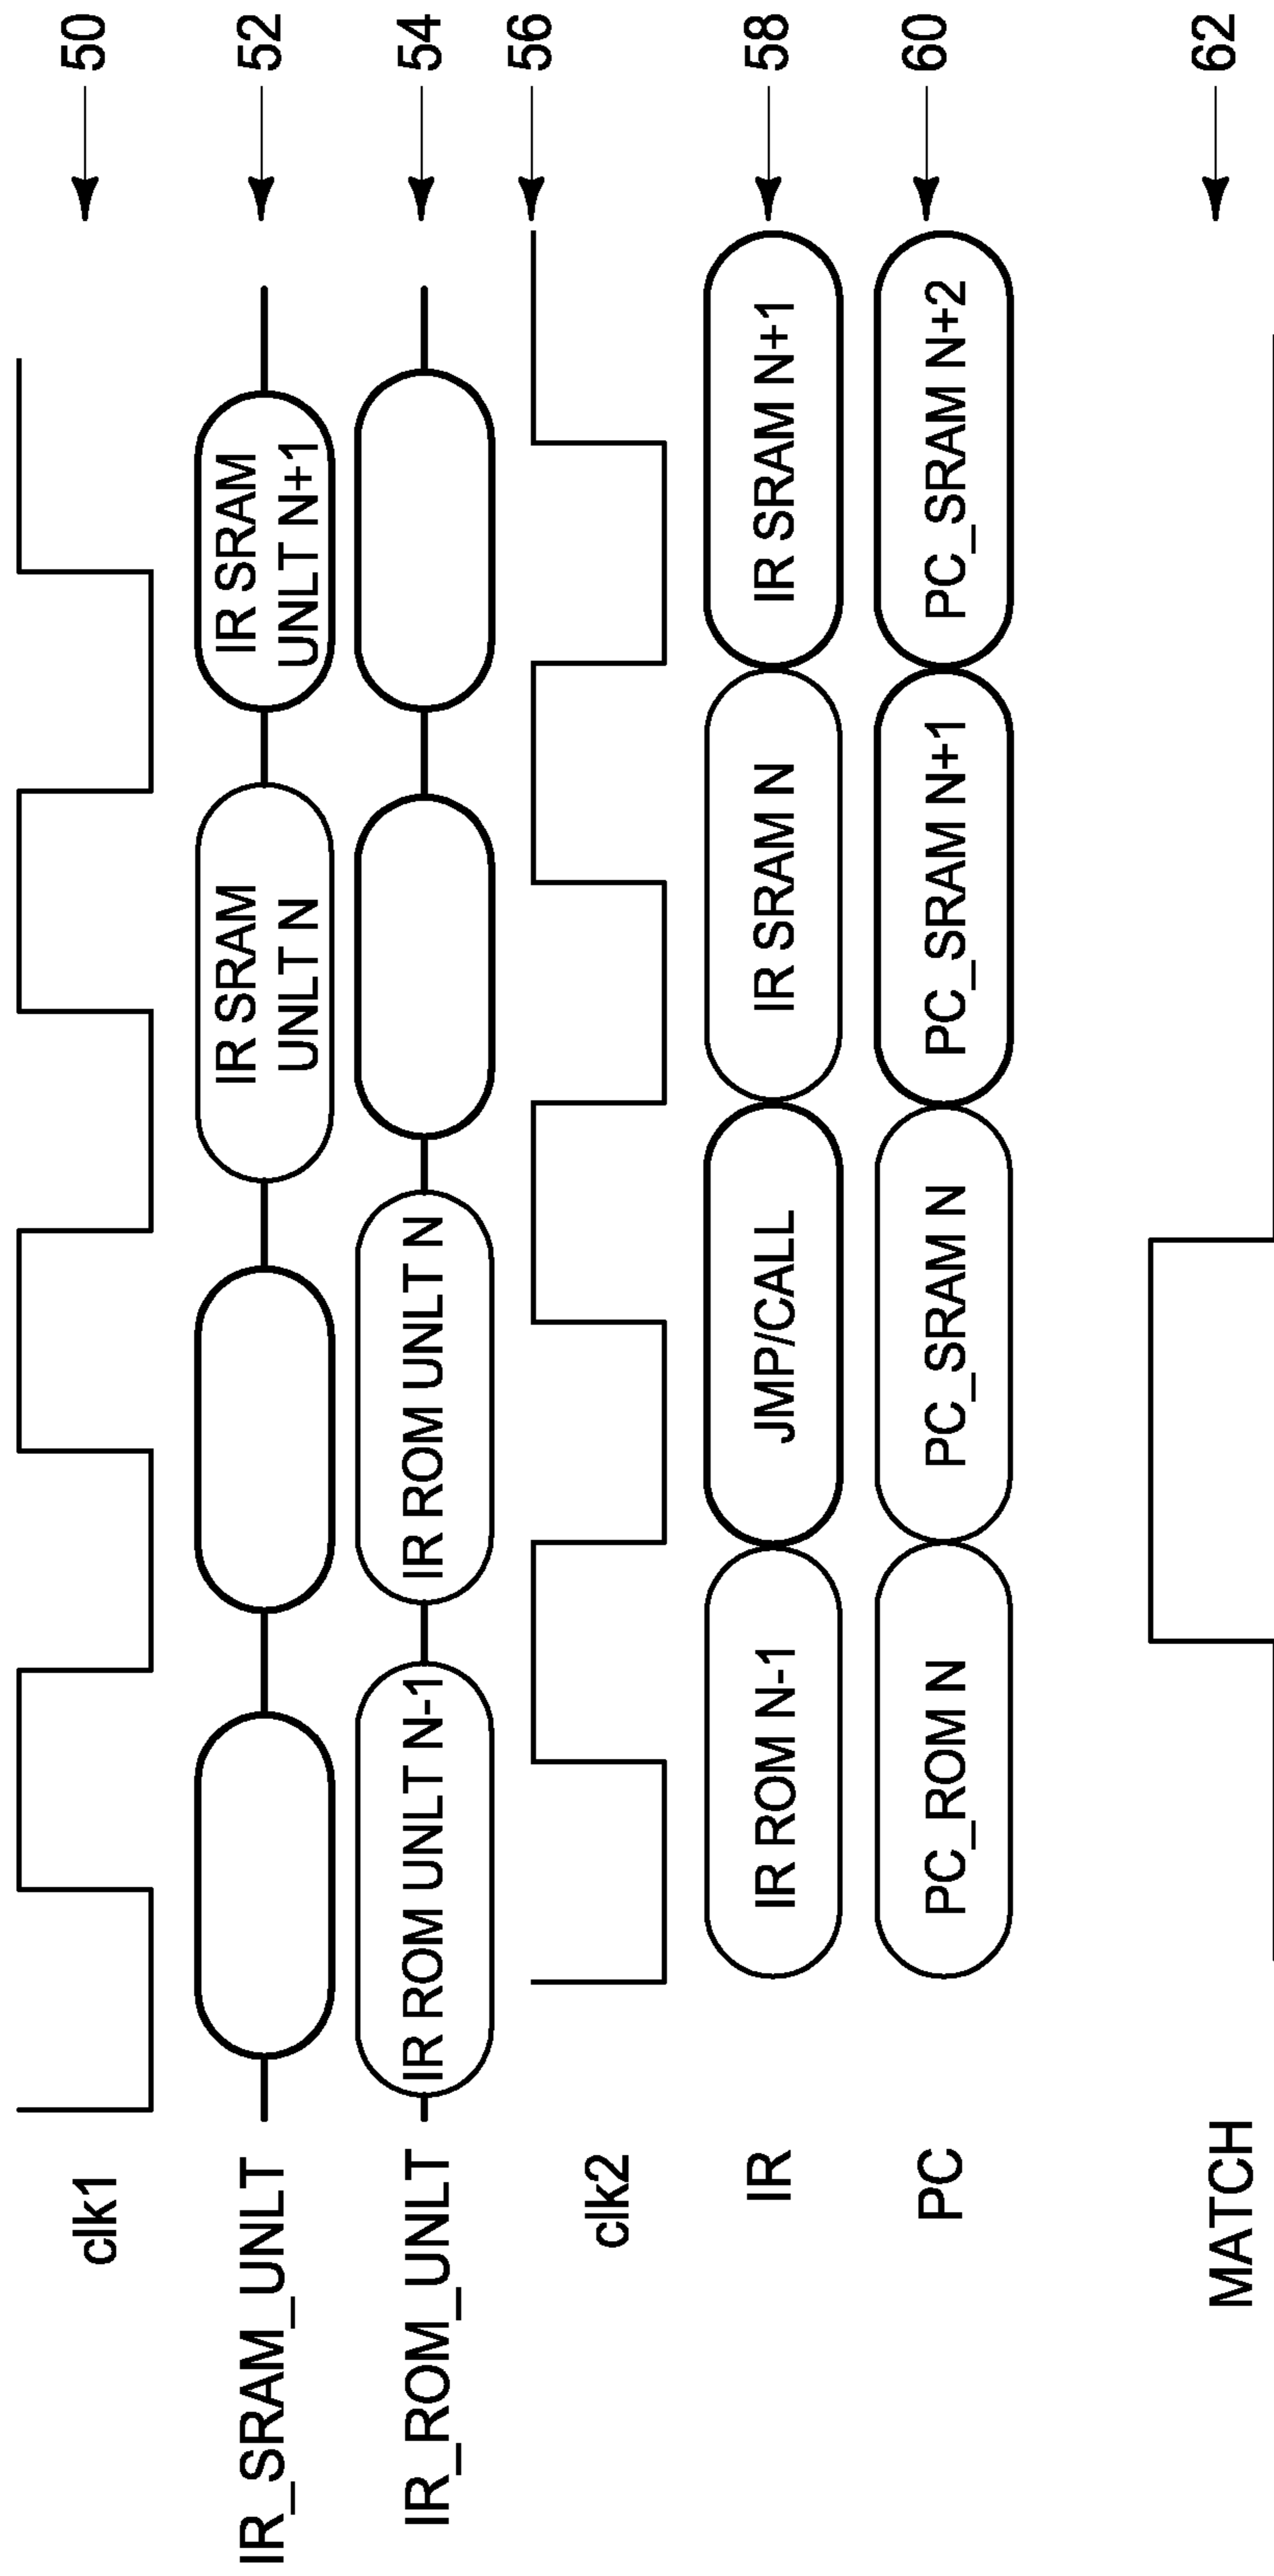 clk1
50
IR_SRAM_UNLT
IR SRAM
UNLT N
IR SRAM
UNLT N+1
52
IR_ROM_UNLT
IR ROM UNLT N-1
IR ROM UNLT N
54
clk2
56
IR
IR ROM N-1
JMP/CALL
IR SRAM N
IR SRAM N+1
58
PC
PC_ROM N
PC_SRAM N
PC_SRAM N+1
PC_SRAM N+2
60
MATCH
62